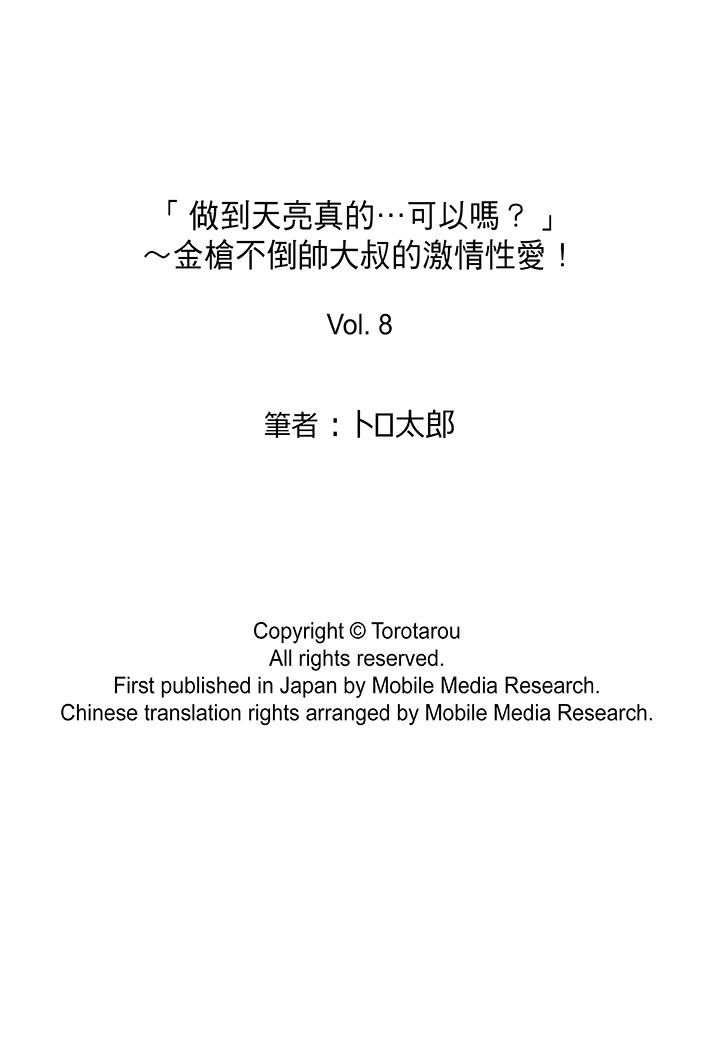 「 做到天亮真的…可以嗎？ 」
～金槍不倒帥大叔的激情性愛！
Vol. 8
筆者：トロ太郎
Copyright © Torotarou
All rights reserved.
First published in Japan by Mobile Media Research.
Chinese translation rights arranged by Mobile Media Research.